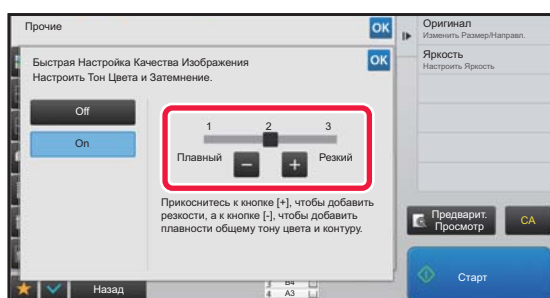 Прочие
OK
Быстрая Настройка Качества Изображения
Настроить Тон Цвета и Затемнение.
OK
Off
On
1 2 3
Плавный
Резкий
Прикоснитесь к кнопке [+], чтобы добавить
резкости, а к кнопке [-], чтобы добавить
плавности общему тону цвета и контуру.
Назад
3 B4
4 A3
Оригинал
Изменить Размер/Направл.
Яркость
Настроить Яркость
Предварит.
Просмотр
CA
Старт